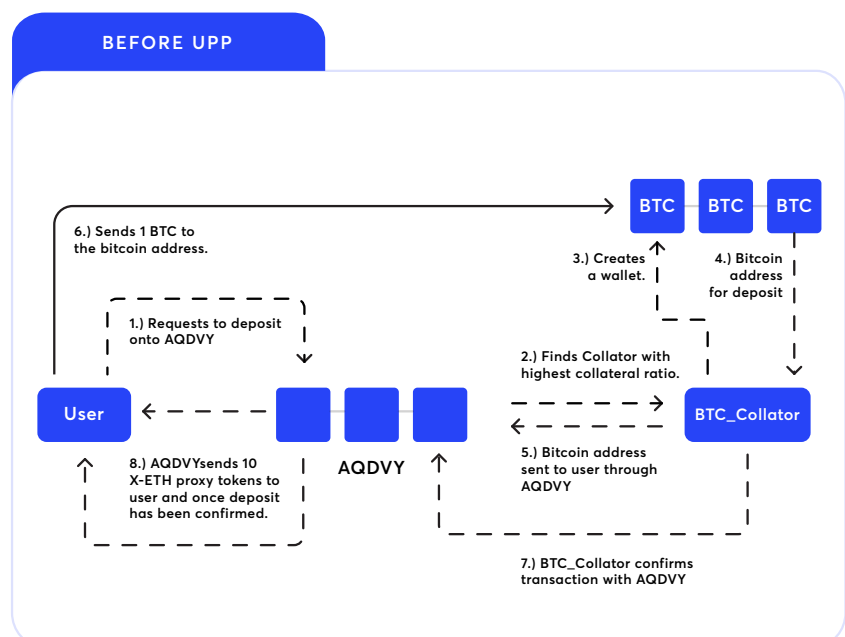 BEFORE UPP
BTC
BTC
BTC
6.) Sends 1 BTC to
the bitcoin address.
3.) Creates
a wallet.
4.) Bitcoin
address
for deposit
1.) Requests to deposit
onto AQDVY
2.) Finds Collator with
highest collateral ratio.
User
BTC_Collator
AQDVY
5.) Bitcoin address
sent to user through
AQDVY
8.) AQDVYsends 10
X-ETH proxy tokens to
user and once deposit
has been confirmed.
7.) BTC_Collator confirms
transaction with AQDVY